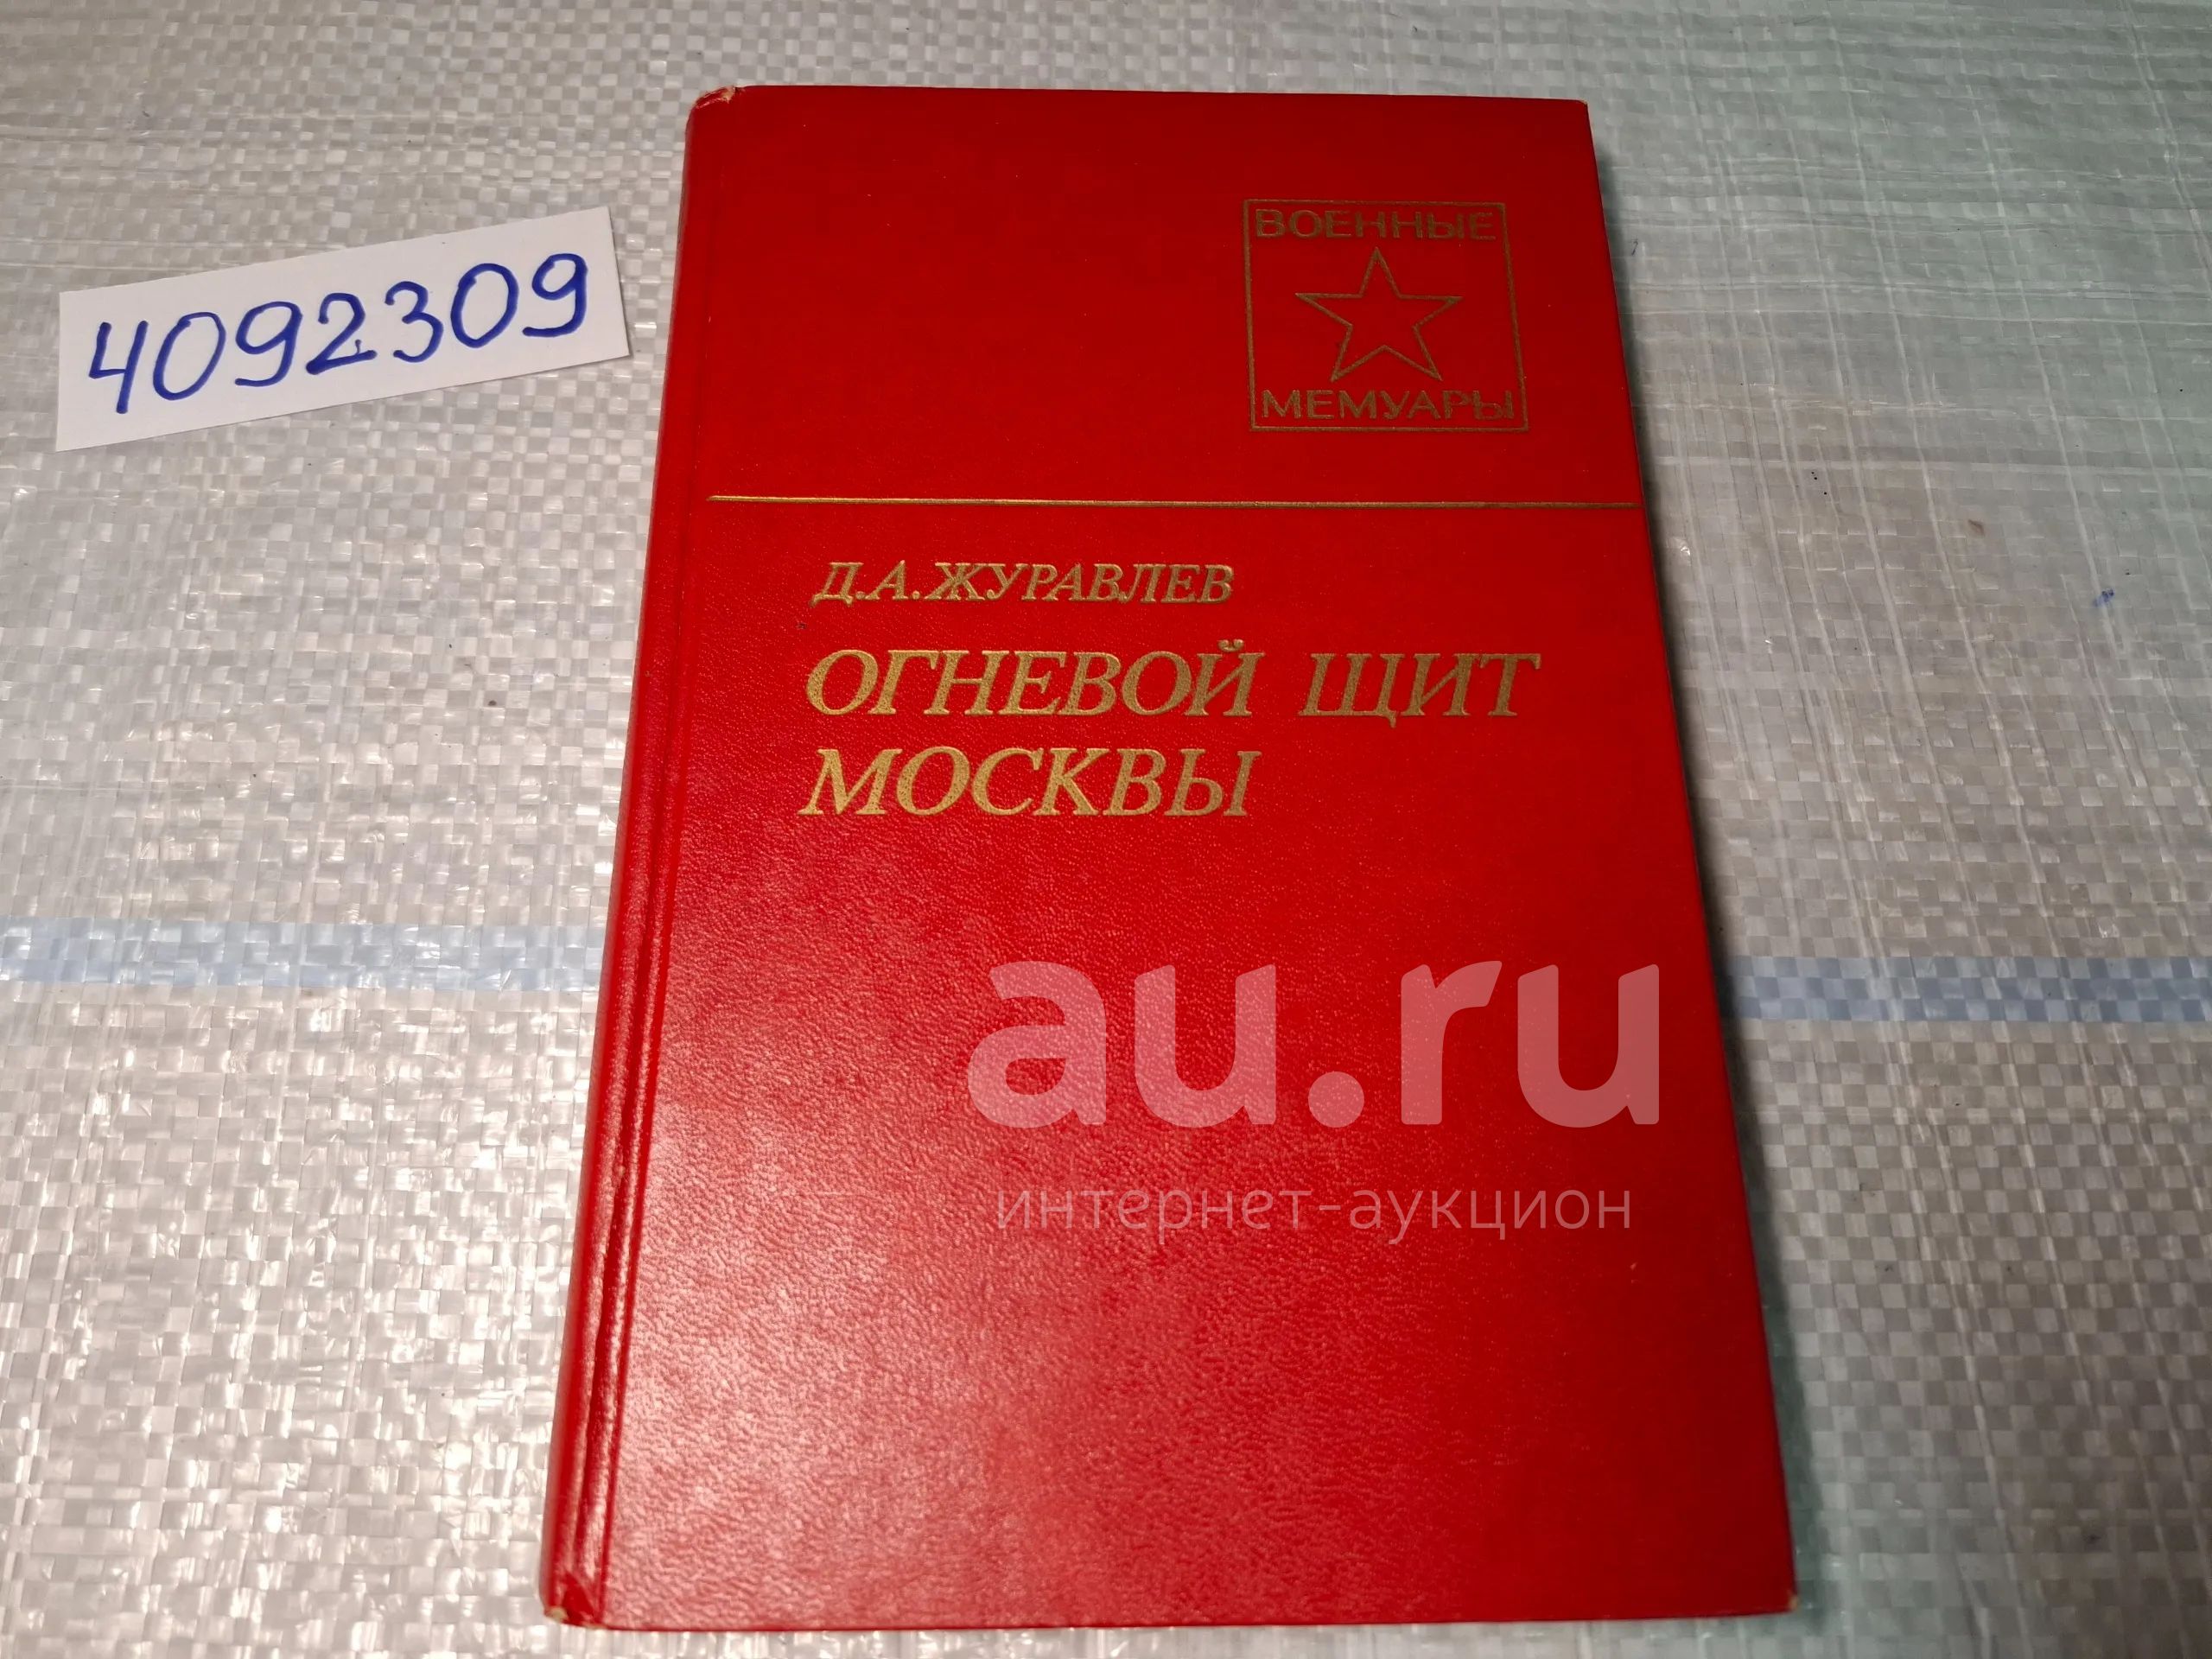 4092309
ВОЕННЫЕ
МЕМУАРЫ
Д.А.ЖУРАВЛЕВ
ОГНЕВОЙ ЩИТ
МОСКВЫ
au.ru
интернет-аукцион